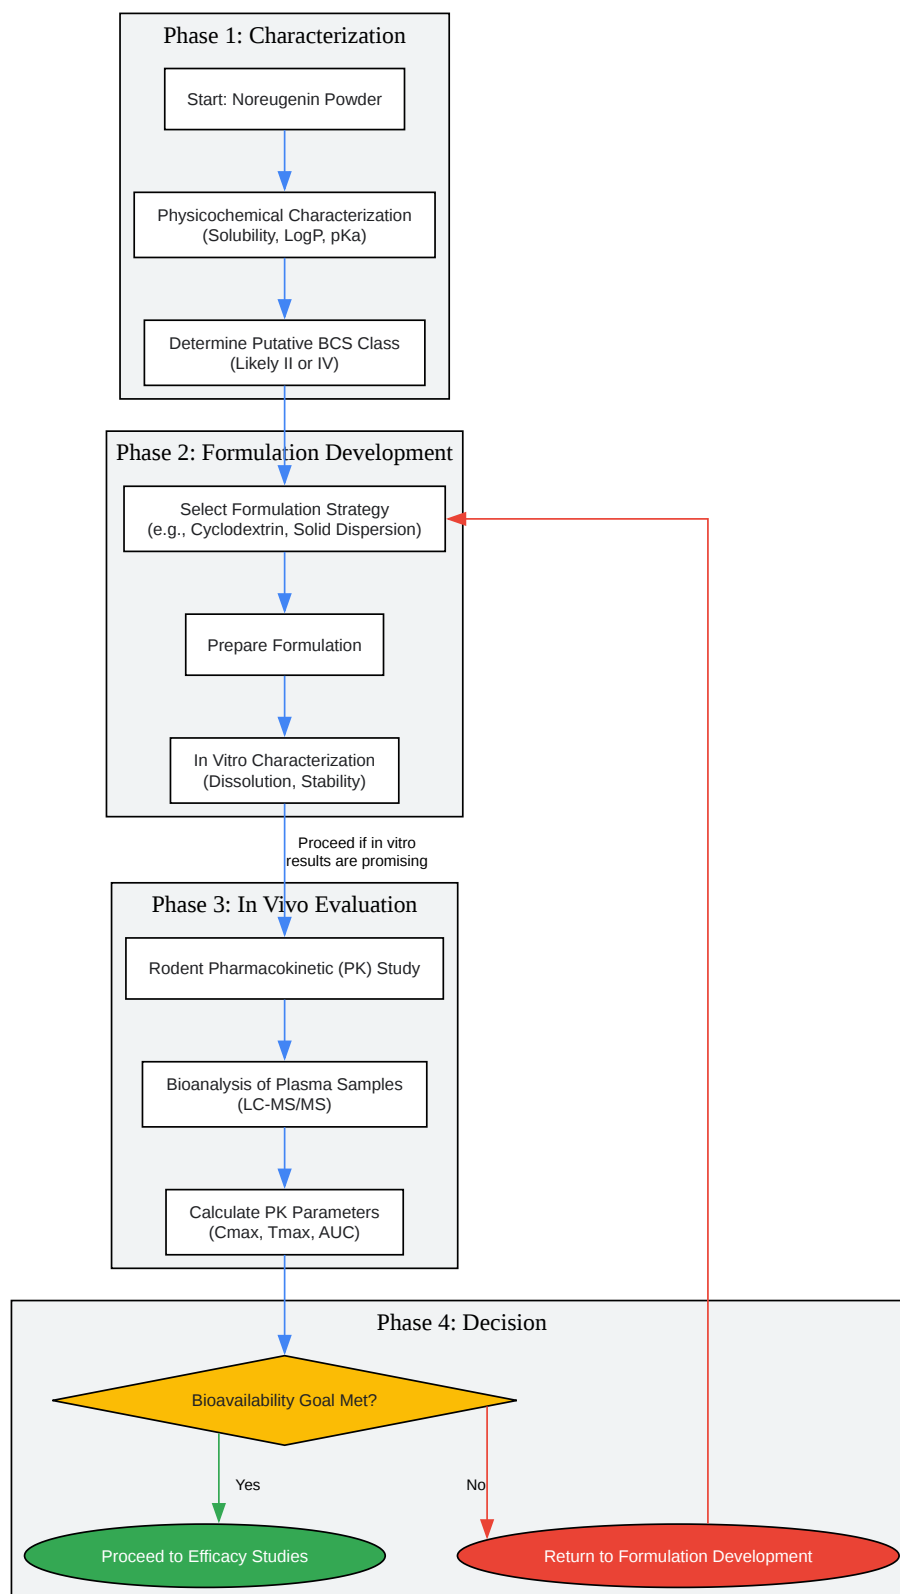 Phase 1: Characterization
Start: Noreugenin Powder
Physicochemical Characterization
(Solubility, LogP, pKa)
Determine Putative BCS Class
(Likely II or IV)
Phase 2: Formulation Development
Select Formulation Strategy
(e.g., Cyclodextrin, Solid Dispersion)
Prepare Formulation
In Vitro Characterization
(Dissolution, Stability)
Proceed if in vitro
results are promising
Phase 3: In Vivo Evaluation
Rodent Pharmacokinetic (PK) Study
Bioanalysis of Plasma Samples
(LC-MS/MS)
Calculate PK Parameters
(Cmax, Tmax, AUC)
Phase 4: Decision
Bioavailability Goal Met?
Yes
No
Proceed to Efficacy Studies
Return to Formulation Development